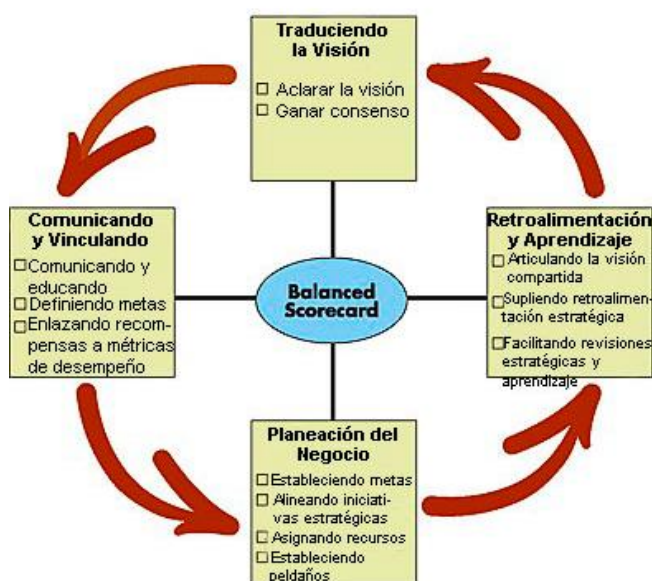 Traduciendo
la Visión
Aclarar la visión
Ganar consenso
Comunicando
y Vinculando
Comunicando y
educando
Definiendo metas
Enlazando recom-
pensas a métricas
de desempeño
Balanced
Scorecard
Retroalimentación
y Aprendizaje
Articulando la visión
compartida
Supliendo retroalimen-
tación estratégica
Facilitando revisiones
estratégicas y
aprendizaje
Planeación del
Negocio
Estableciendo metas
Alineando iniciati-
vas estratégicas
Asignando recursos
Estableciendo
peldaños